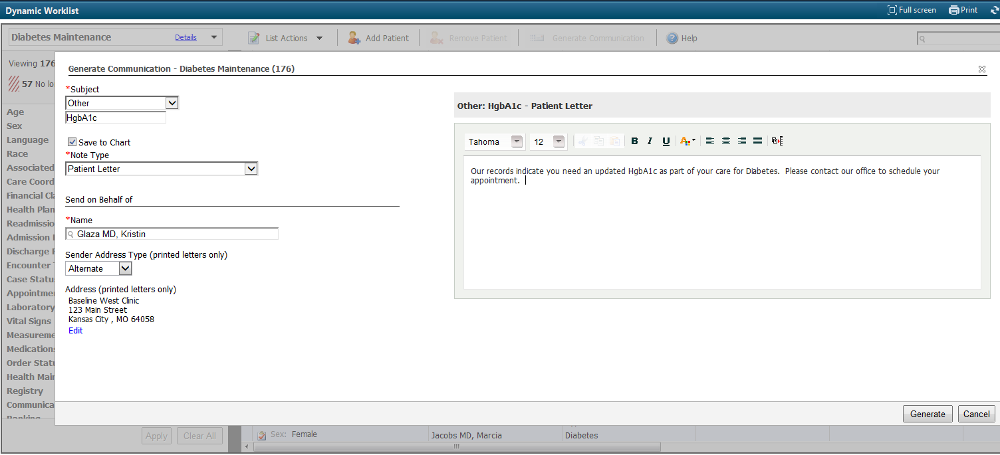 Dynamic Worklist
Full screen
Print
Diabetes Maintenance
Details
List Actions
Add Patient
Remove Patient
Generate Communication
Help
Viewing 176
57 No lo
Age
Sex
Language
Race
Associated
Care Coord
Financial Cla
Health Plan
Readmissio
Admission
Discharge
Encounter
Case Statu
Appointme
Laboratory
Vital Signs
Measureme
Medications
Order Statu
Health Main
Registry
Communica
Ranking
Apply
Clear All
Generate Communication - Diabetes Maintenance (176)
*Subject
Other
HgbA1c
Save to Chart
*Note Type
Patient Letter
Send on Behalf of
*Name
Glaza MD, Kristin
Sender Address Type (printed letters only)
Alternate
Address (printed letters only)
Baseline West Clinic
123 Main Street
Kansas City , MO 64058
Edit
Other: HgbA1c - Patient Letter
Tahoma
12
B I U A
Our records indicate you need an updated HgbA1c as part of your care for Diabetes. Please contact our office to schedule your
appointment.
Generate
Cancel
Sex: Female
Jacobs MD, Marcia
Diabetes